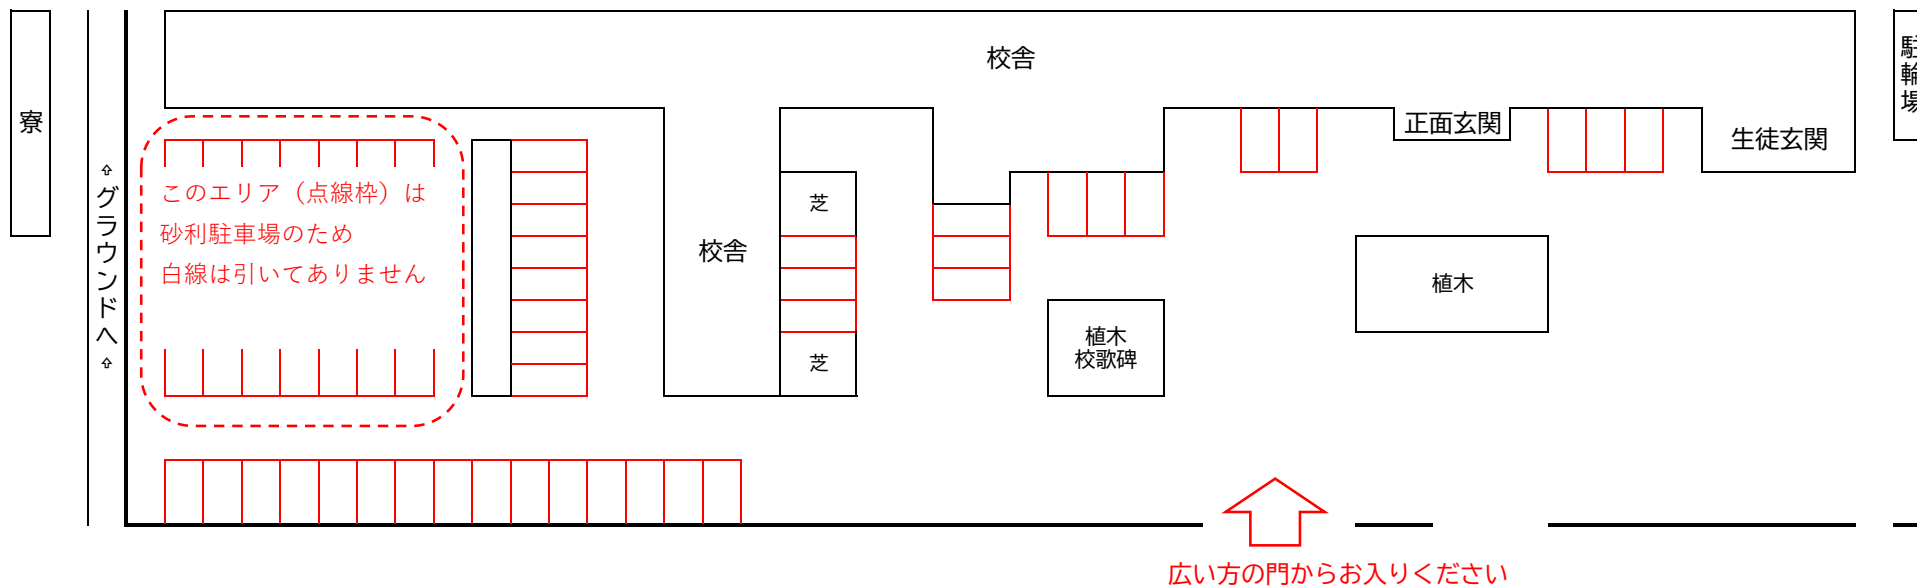 校舎
駐輪場
寮
正面玄関
生徒玄関
⇧グラウンドへ⇧
このエリア（点線枠）は
砂利駐車場のため
白線は引いてありません
芝
校舎
植木
植木
校歌碑
芝
広い方の門からお入りください